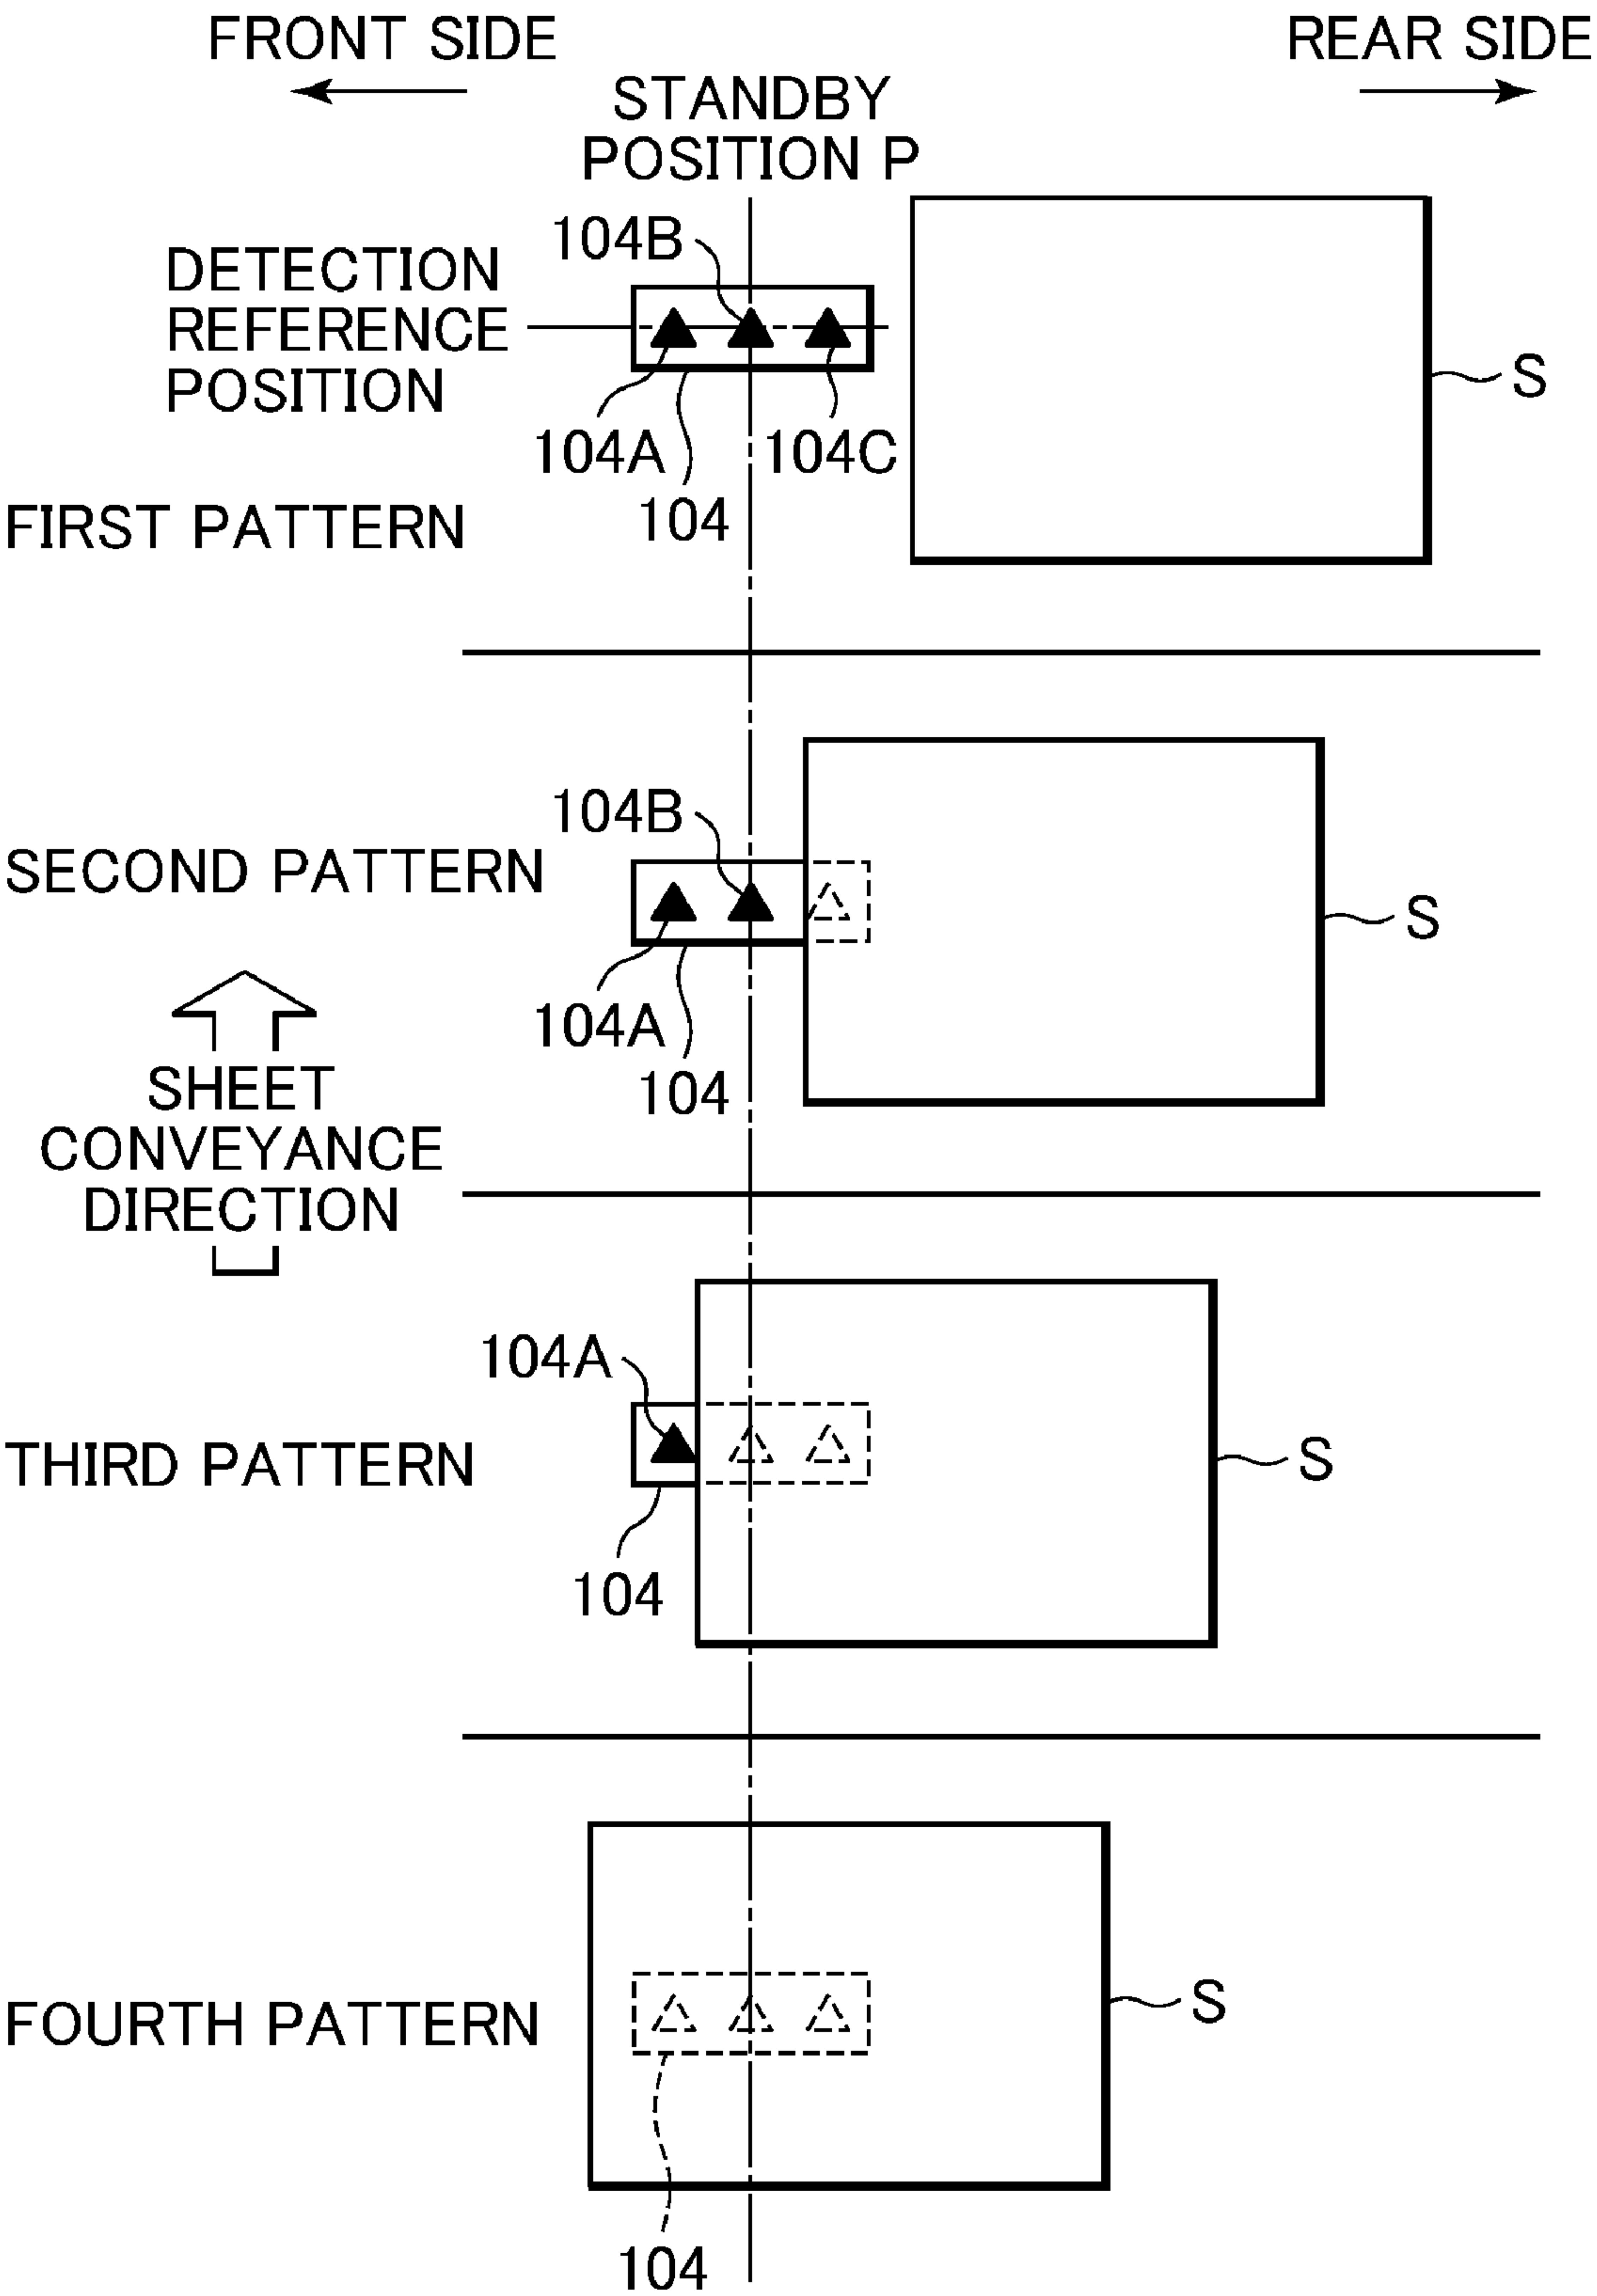 FRONT SIDE
REAR SIDE
STANDBY
POSITION P
104B
DETECTION
REFERENCE
POSITION
S
104A
104C
104
FIRST PATTERN
104B
SECOND PATTERN
S
104A
104
SHEET
CONVEYANCE
DIRECTION
104A
THIRD PATTERN
S
104
FOURTH PATTERN
S
104